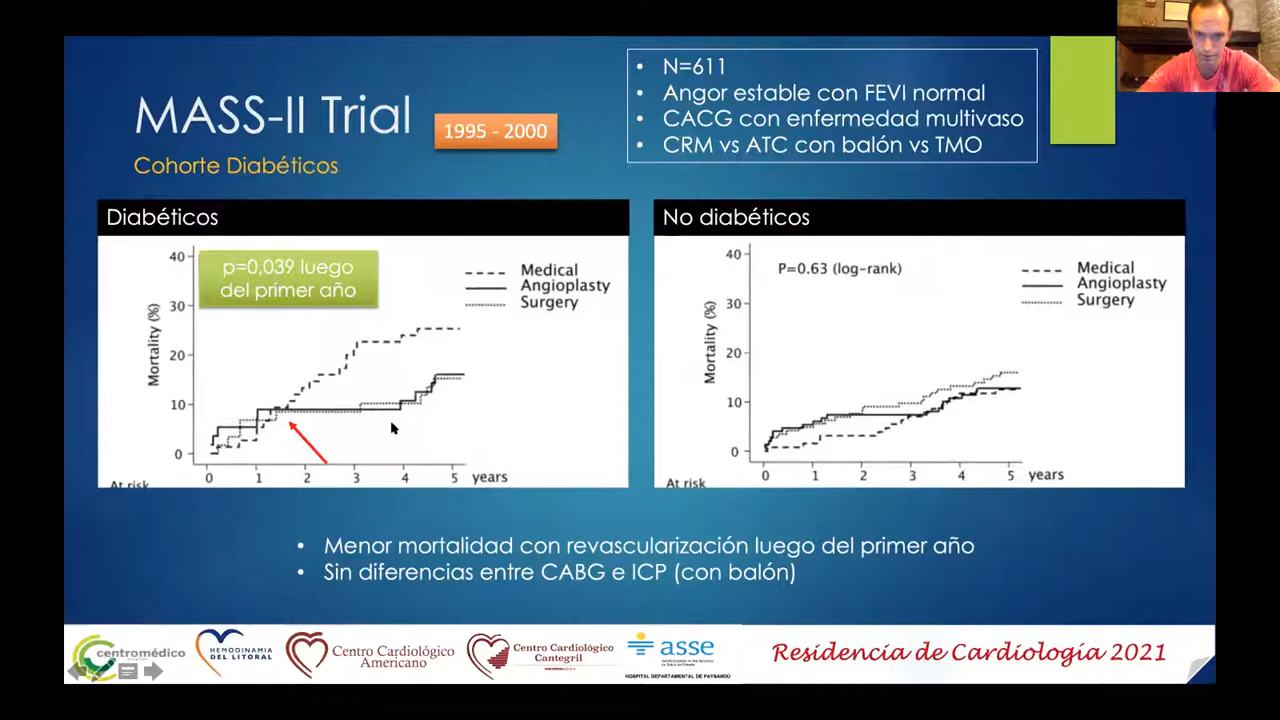 MASS-II Trial
1995 - 2000
Cohorte Diabéticos
• N=611
• Angor estable con FEVI normal
• CACG con enfermedad multivaso
• CRM vs ATC con balón vs TMO
Diabéticos
p=0,039 luego
del primer año
Medical
Angioplasty
Surgery
Mortality (%)
40
30
20
10
0
0 1 2 3 4 5 years
At risk
No diabéticos
P=0.63 (log-rank)
Medical
Angioplasty
Surgery
Mortality (%)
40
30
20
10
0
0 1 2 3 4 5 years
At risk
• Menor mortalidad con revascularización luego del primer año
• Sin diferencias entre CABG e ICP (con balón)
centromédico
HEMODINAMIA
DEL LITORAL
Centro Cardiológico
Americano
Centro Cardiológico
Cantegril
asse
HOSPITAL DEPARTAMENTAL DE PAYSANDÚ
Residencia de Cardiología 2021